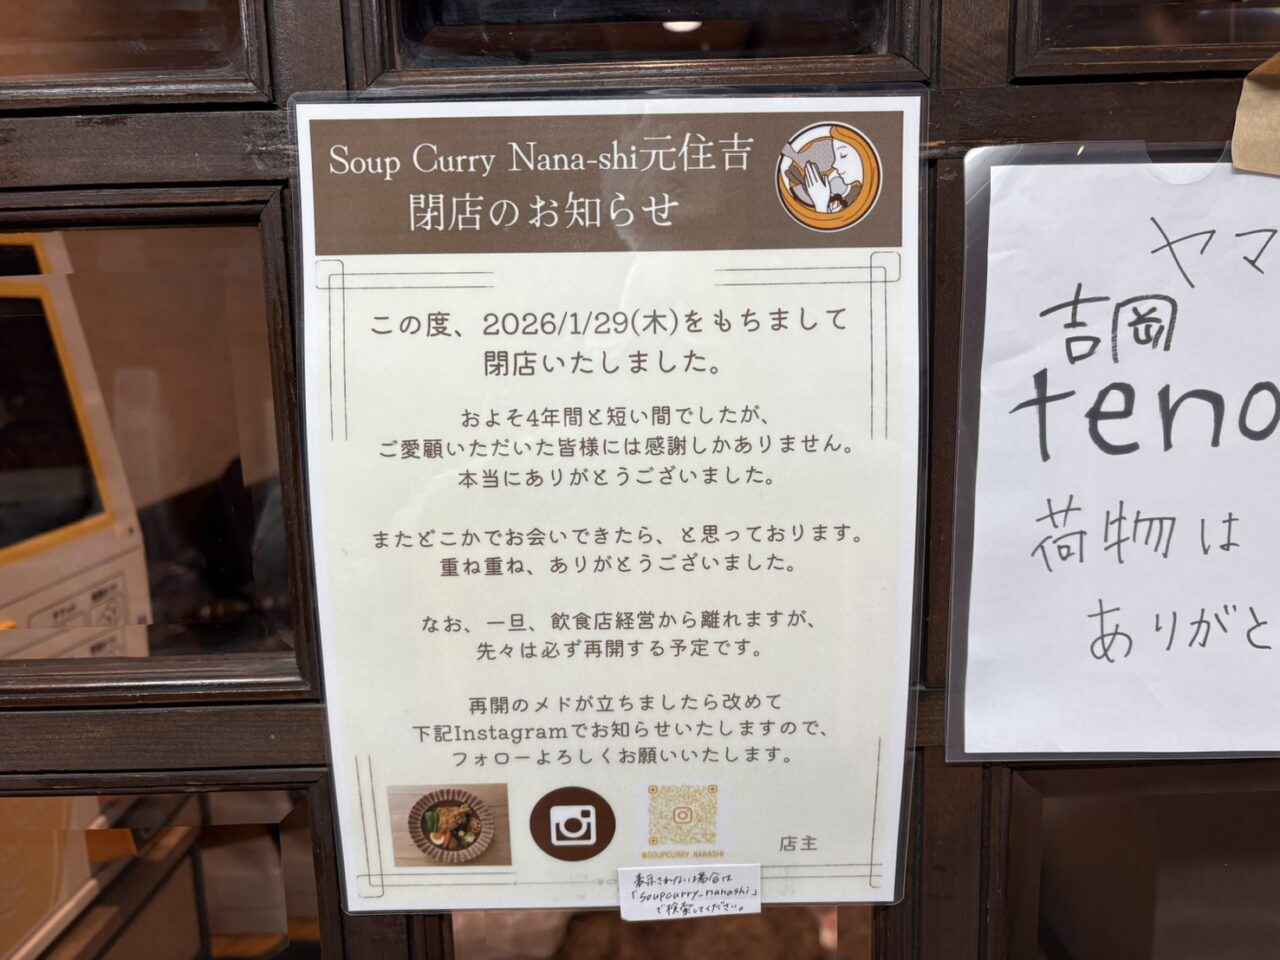 Soup Curry Nana-shi元住吉
閉店のお知らせ
この度、2026/1/29(木)をもちまして
閉店いたしました。
およそ4年間と短い間でしたが、
ご愛顧いただいた皆様には感謝しかありません。
本当にありがとうございました。
またどこかでお会いできたら、と思っております。
重ね重ね、ありがとうございました。
なお、一旦、飲食店経営から離れますが、
先々は必ず再開する予定です。
再開のメドが立ちましたら改めて
下記Instagramでお知らせいたしますので、
フォローよろしくお願いいたします。
@SOUPCURRY_NANASHI
店主
表示されない場合は
「soupcurry_nanashi」
で検索してください。
ヤマ
吉岡
teno
荷物は
ありがと